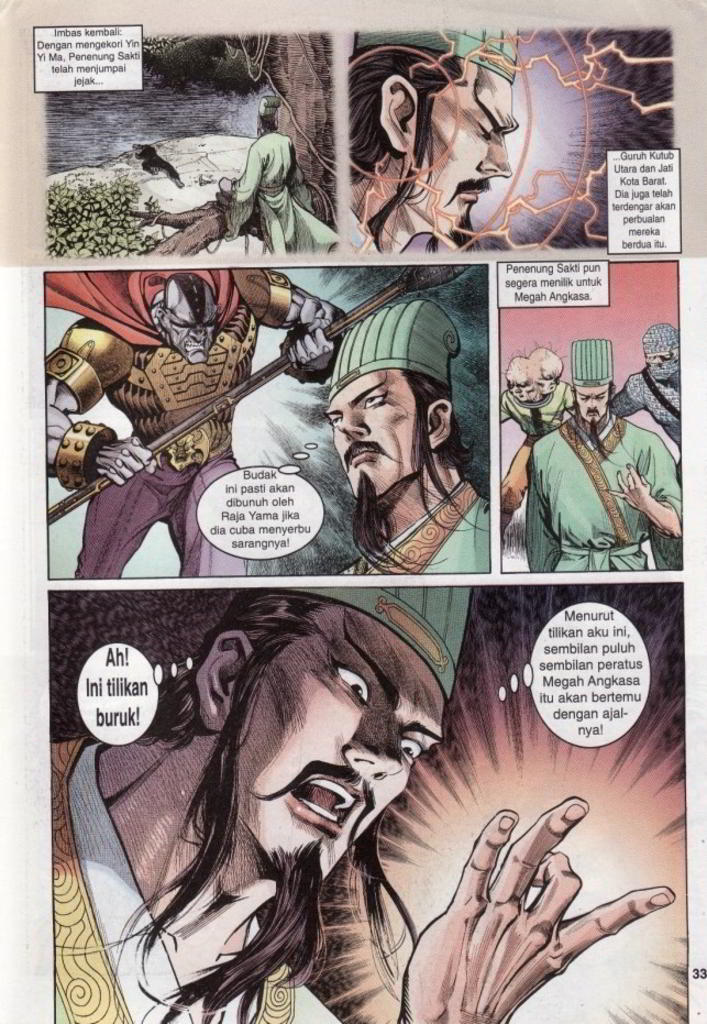 Imbas kembali:
Dengan mengekori Yin
Yi Ma, Penenung Sakti
telah menjumpai
jejak...
...Guruh Kutub
Utara dan Jati
Kota Barat.
Dia juga telah
terdengar akan
perbualan
mereka
berdua itu.
Budak
ini pasti akan
dibunuh oleh
Raja Yama jika
dia menyerbu
sarangnya!
Penenung Sakti pun
segera menilik untuk
Megah Angkasa.
Ah!
Ini tilikan
buruk!
Menurut
tilikan aku ini,
sembilan puluh
sembilan peratus
Megah Angkasa
itu akan bertemu
dengan ajal-
nya!
33